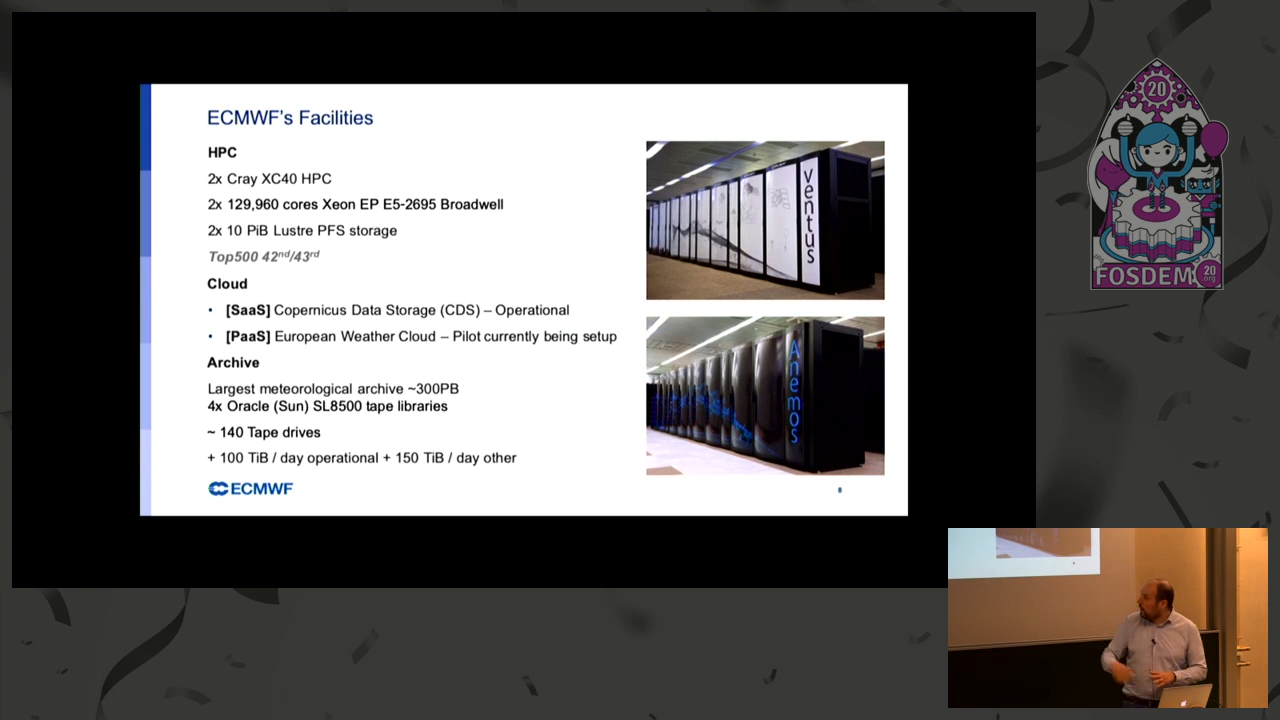 ECMWF's Facilities
HPC
2x Cray XC40 HPC
2x 129,960 cores Xeon EP E5-2695 Broadwell
2x 10 PiB Lustre PFS storage
Top500 42nd/43rd
Cloud
• [SaaS] Copernicus Data Storage (CDS) – Operational
• [PaaS] European Weather Cloud – Pilot currently being setup
Archive
Largest meteorological archive ~300PB
4x Oracle (Sun) SL8500 tape libraries
~ 140 Tape drives
+ 100 TiB / day operational + 150 TiB / day other
ECMWF
ventus
Anemos
20
FOSDEM
20
.org